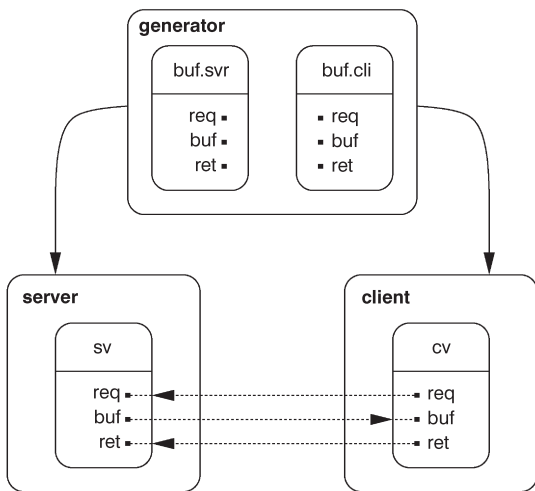 generator
buf.svr buf.cli
req req
buf buf
ret ret
server client
sv cv
req req
buf buf
ret ret